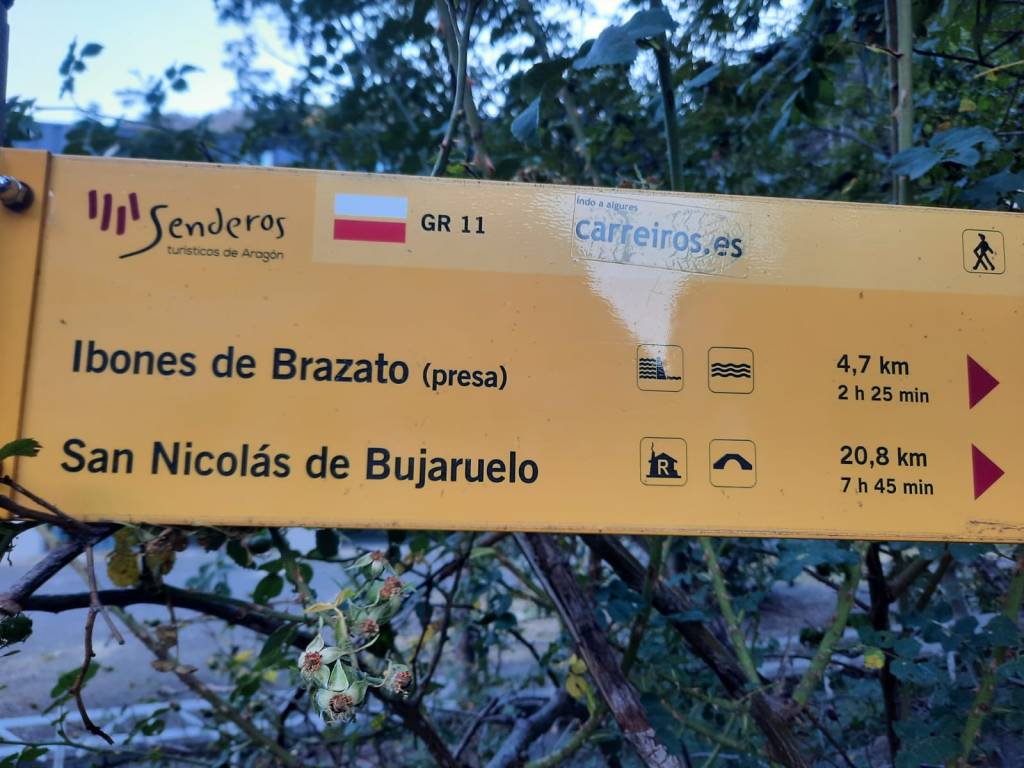 Senderos
turísticos de Aragón
GR 11
indo a algures
carreiros.es
Ibones de Brazato (presa)
4,7 km
2 h 25 min
San Nicolás de Bujaruelo
R
20,8 km
7 h 45 min